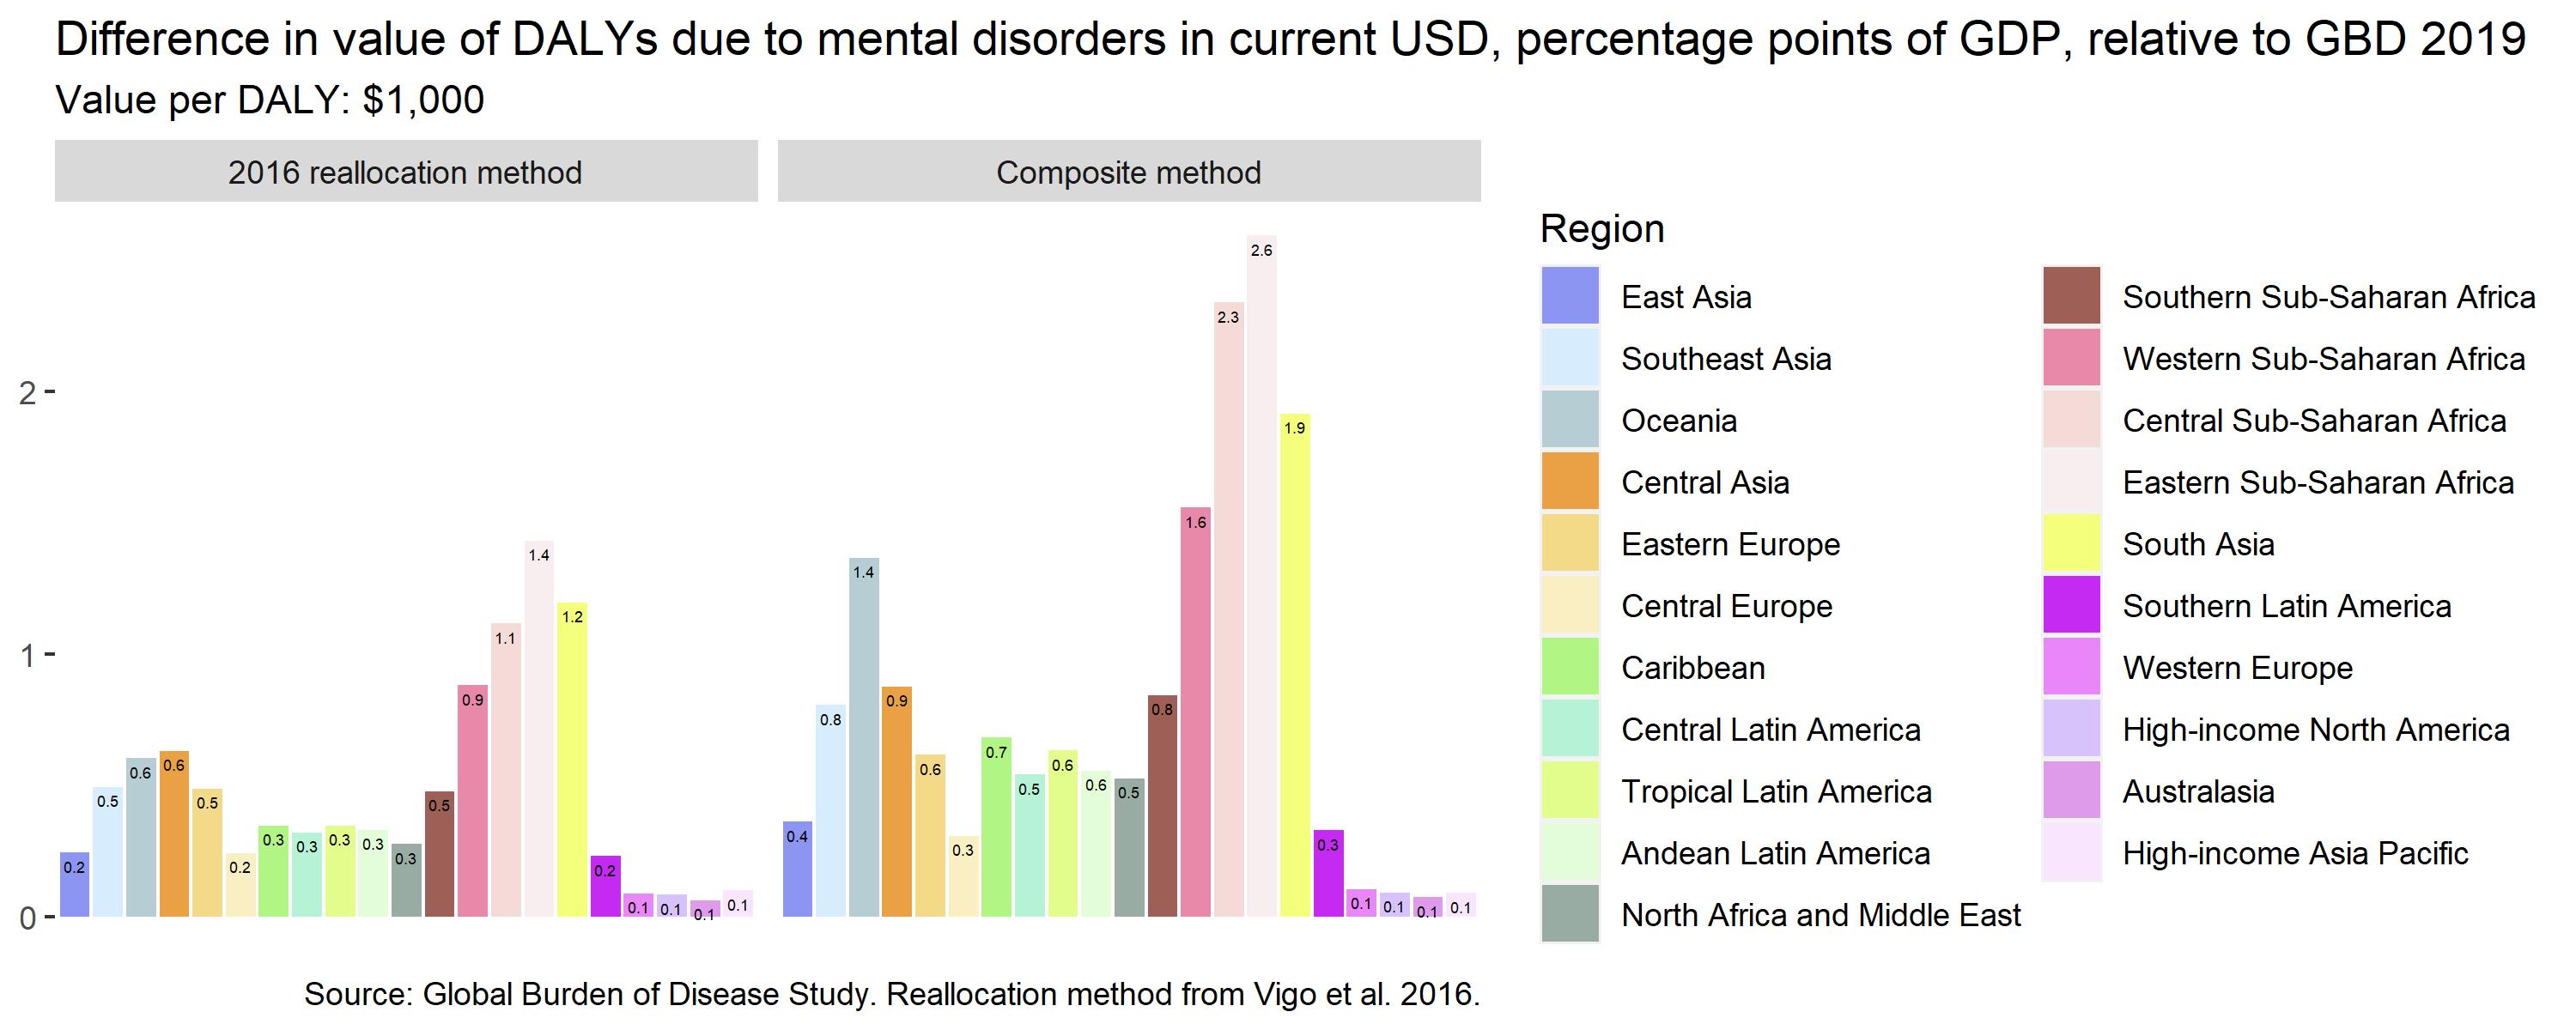 Difference in value of DALYs due to mental disorders in current USD, percentage points of GDP, relative to GBD 2019
Value per DALY: $1,000
2016 reallocation method
Composite method
2
1
0
0.2
0.5
0.6
0.6
0.5
0.2
0.3
0.3
0.3
0.3
0.3
0.5
0.9
1.1
1.4
1.2
0.2
0.1
0.1
0.1
0.1
0.4
0.8
1.4
0.9
0.6
0.3
0.7
0.5
0.6
0.6
0.5
0.8
1.6
2.3
2.6
1.9
0.3
0.1
0.1
0.1
0.1
Region
East Asia
Southeast Asia
Oceania
Central Asia
Eastern Europe
Central Europe
Caribbean
Central Latin America
Tropical Latin America
Andean Latin America
North Africa and Middle East
Southern Sub-Saharan Africa
Western Sub-Saharan Africa
Central Sub-Saharan Africa
Eastern Sub-Saharan Africa
South Asia
Southern Latin America
Western Europe
High-income North America
Australasia
High-income Asia Pacific
Source: Global Burden of Disease Study. Reallocation method from Vigo et al. 2016.